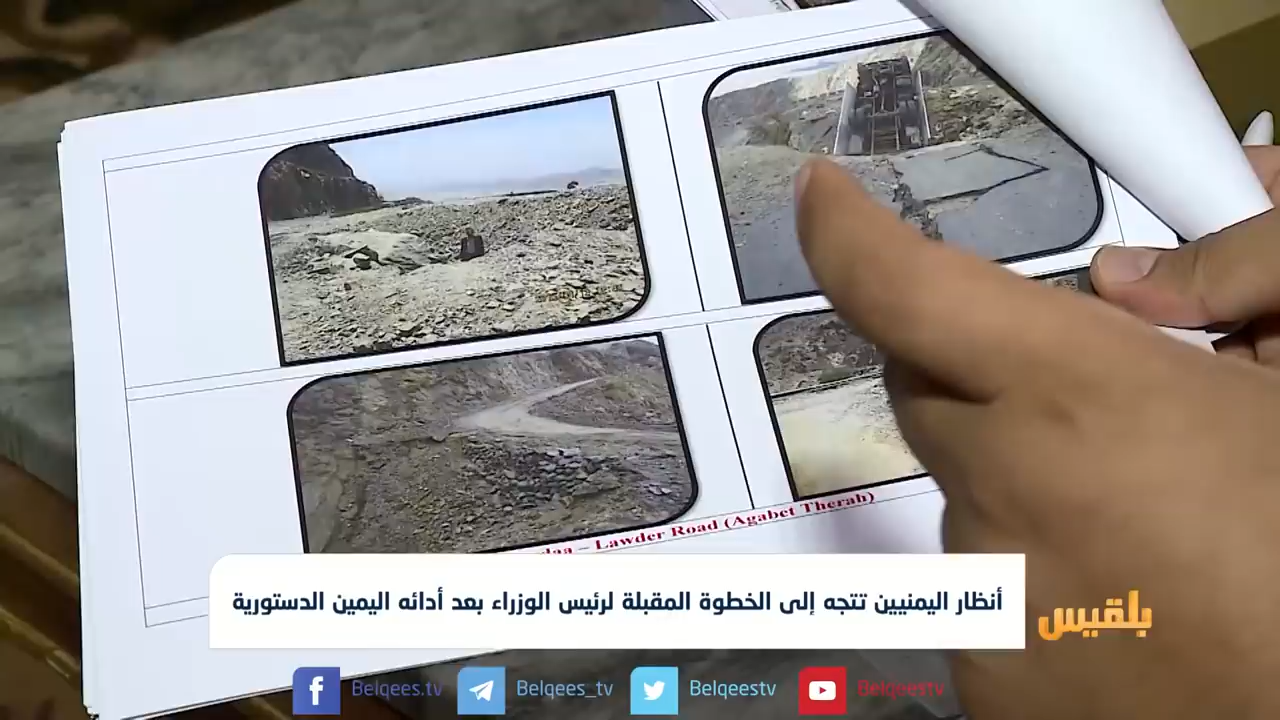 – Lawder Road (Agabet Therah)
أنظار اليمنيين تتجه إلى الخطوة المقبلة لرئيس الوزراء بعد أدائه اليمين الدستورية
بلقيس
Belqees.tv
Belqees_tv
Belqeestv
Belqeestv